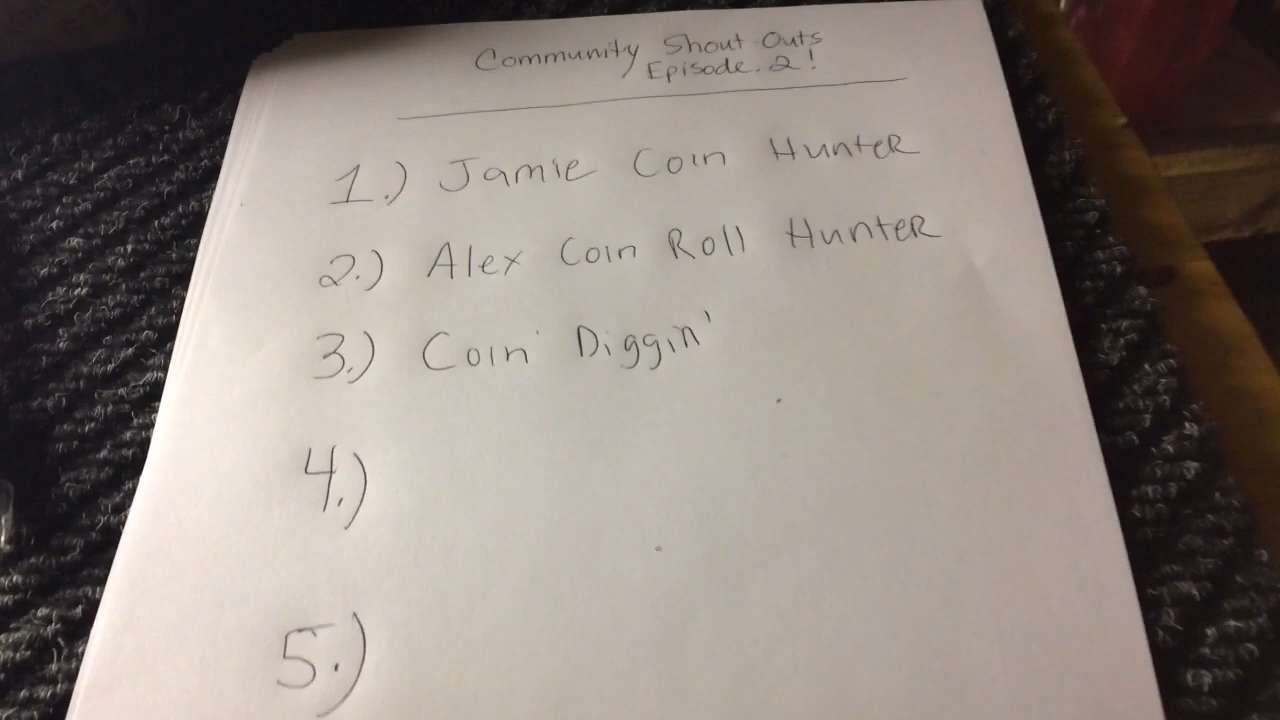 Community Shout Outs
Episode. 2!
1.) Jamie Coin Hunter
2.) Alex Coin Roll Hunter
3.) Coin Diggin'
4.)
5.)